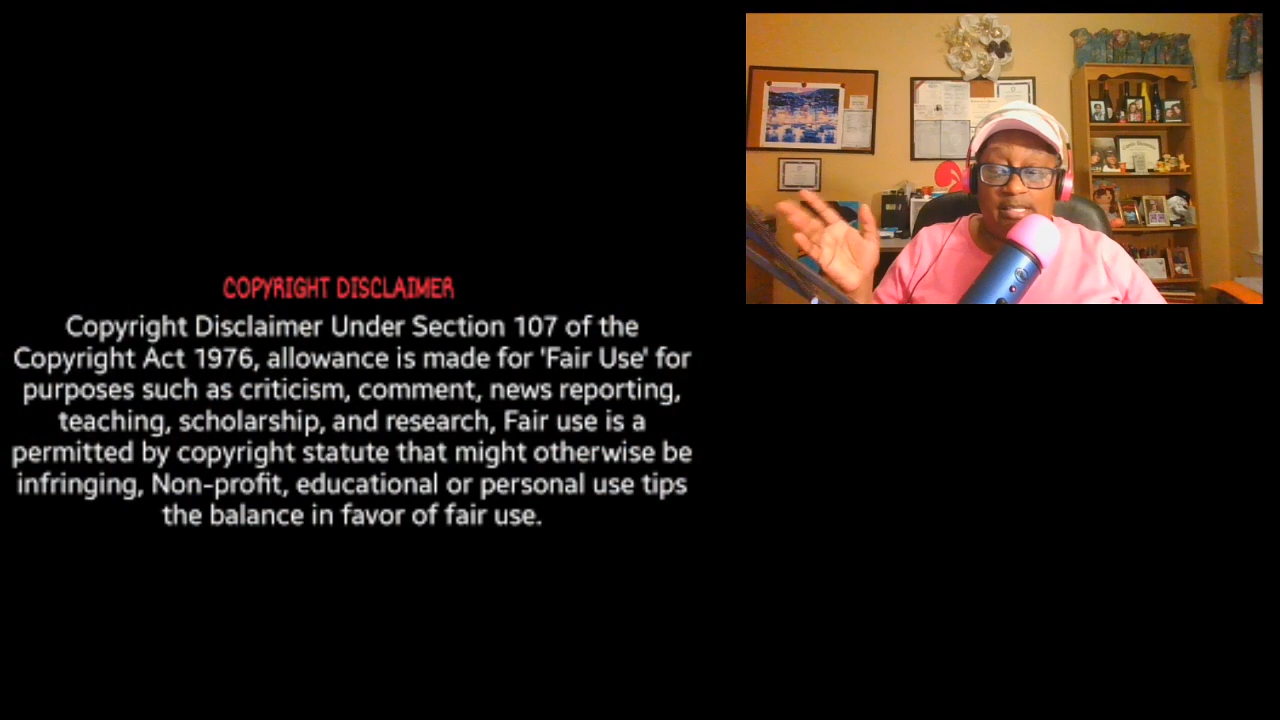 COPYRIGHT DISCLAIMER
Copyright Disclaimer Under Section 107 of the
Copyright Act 1976, allowance is made for 'Fair Use' for
purposes such as criticism, comment, news reporting,
teaching, scholarship, and research, Fair use is a
permitted by copyright statute that might otherwise be
infringing, Non-profit, educational or personal use tips
the balance in favor of fair use.